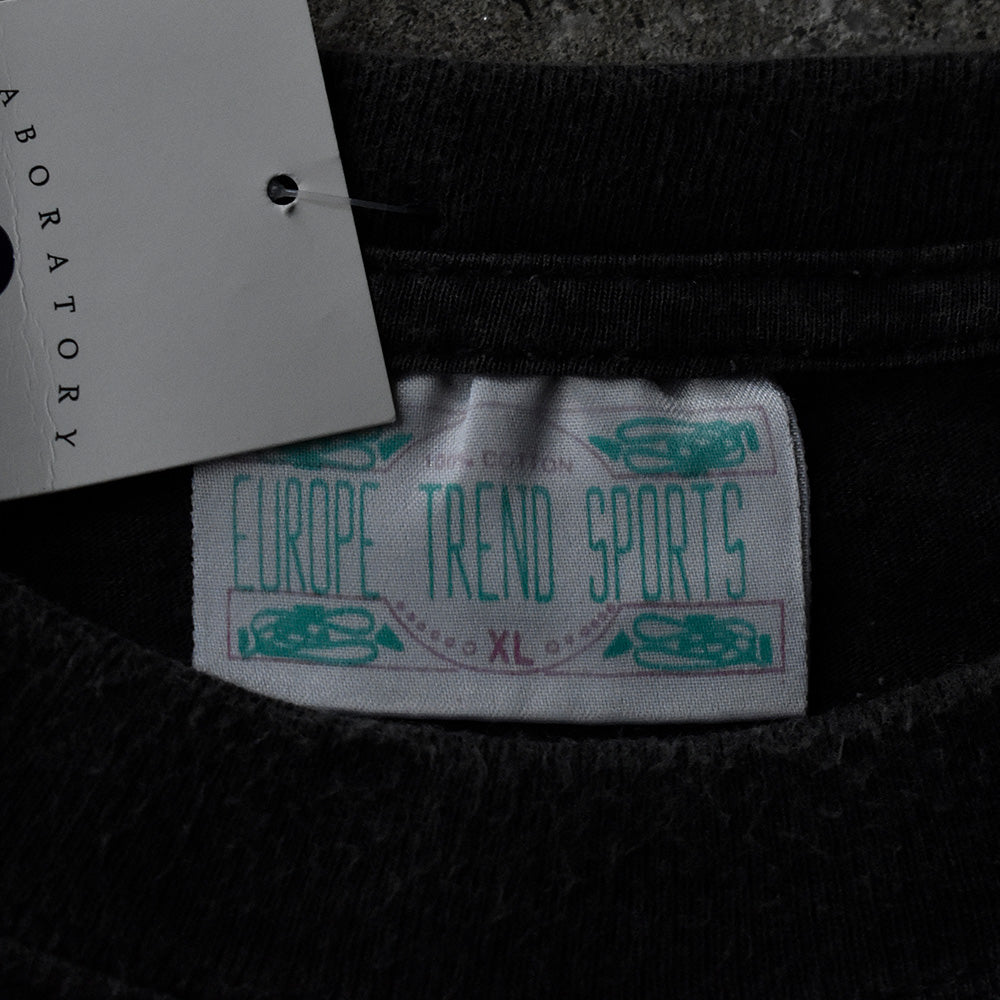 ABORATORY
100% COTTON
EUROPE TREND SPORTS
XL